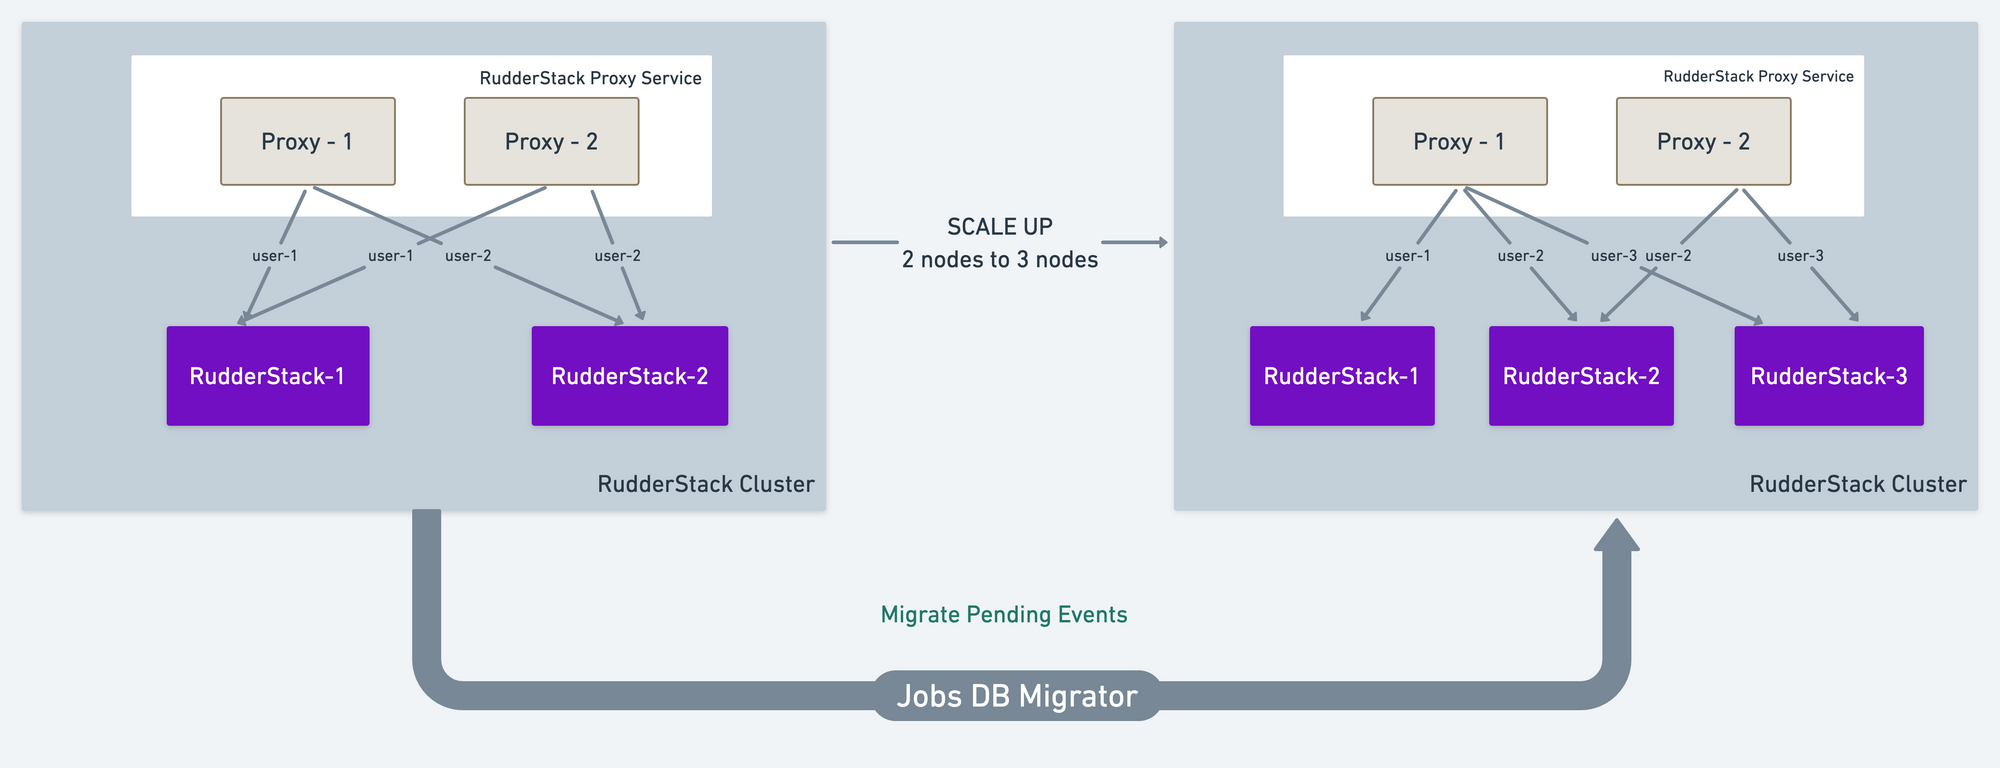 RudderStack Proxy Service
Proxy - 1
Proxy - 2
user-1
user-1
user-2
user-2
RudderStack-1
RudderStack-2
RudderStack Cluster
SCALE UP
2 nodes to 3 nodes
RudderStack Proxy Service
Proxy - 1
Proxy - 2
user-1
user-2
user-3
user-2
user-3
RudderStack-1
RudderStack-2
RudderStack-3
RudderStack Cluster
Migrate Pending Events
Jobs DB Migrator